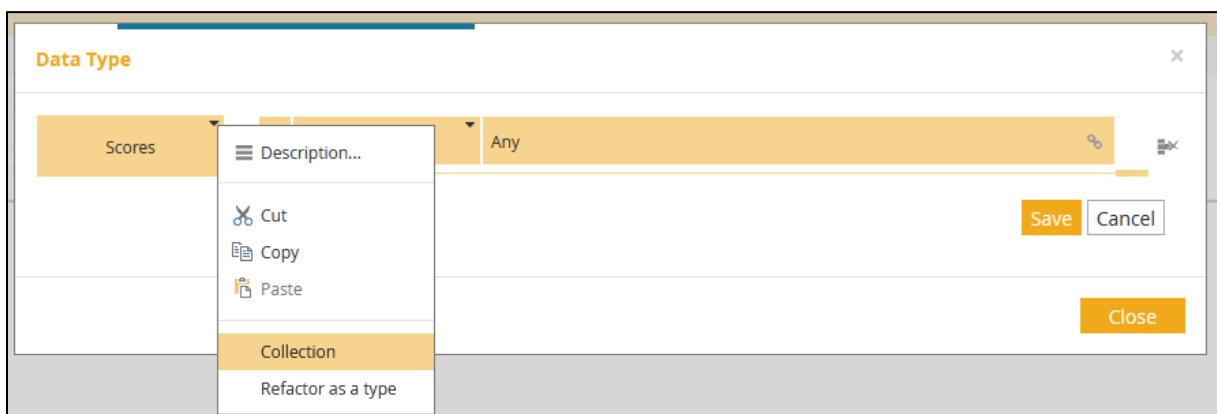 Data Type
Scores
Any
Description...
Cut
Save
Cancel
Copy
Paste
Close
Collection
Refactor as a type